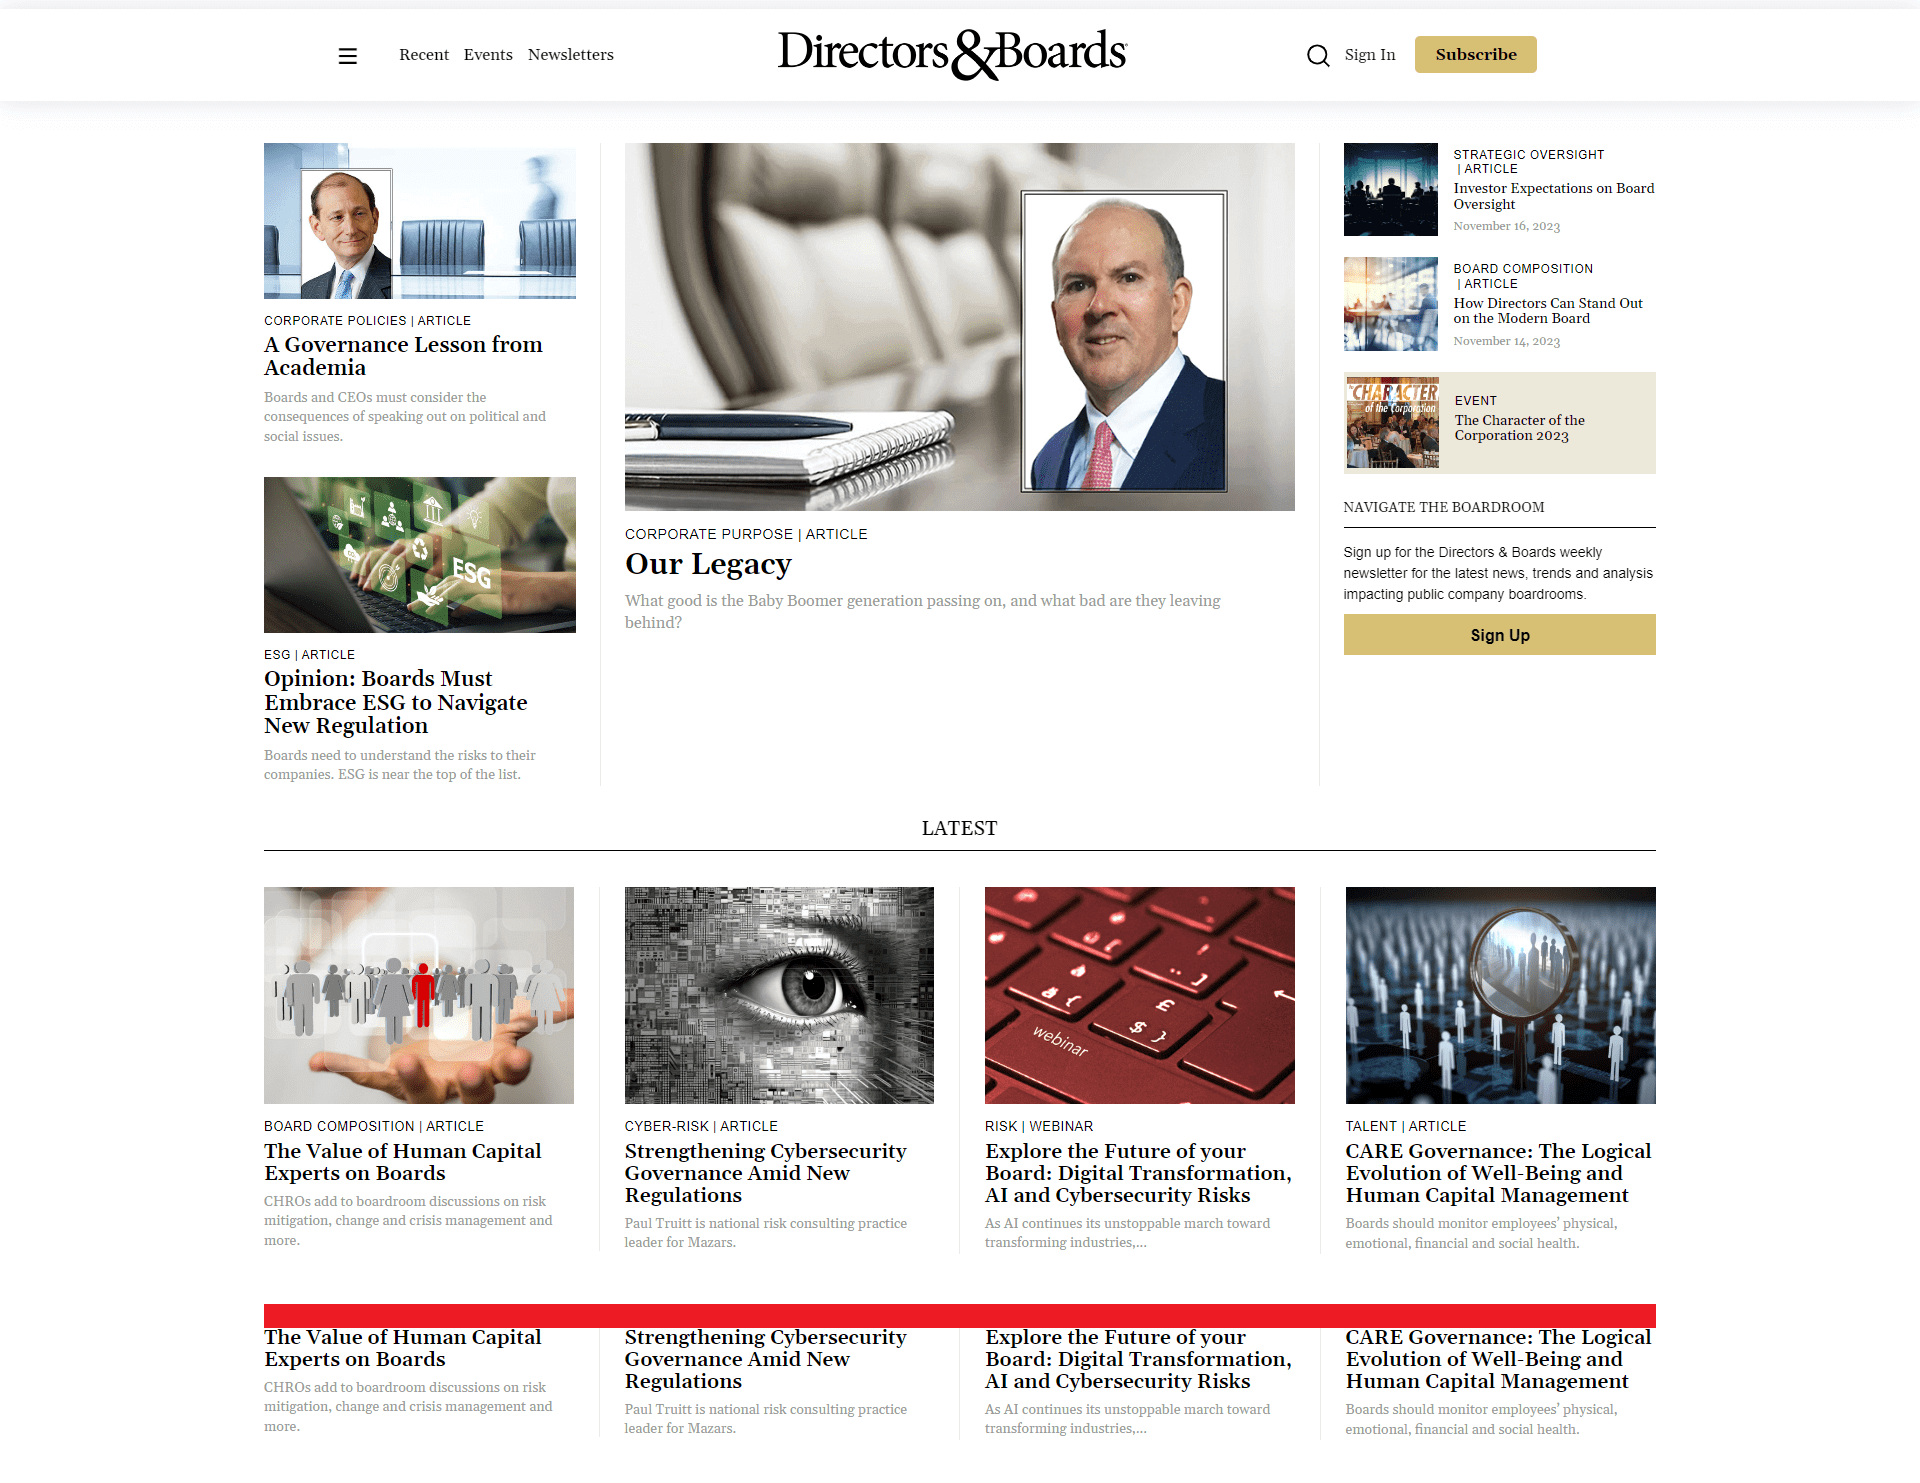 Recent Events Newsletters
Directors&Boards
Sign In
Subscribe
CORPORATE POLICIES | ARTICLE
A Governance Lesson from
Academia
Boards and CEOs must consider the
consequences of speaking out on political and
social issues.
ESG
ESG | ARTICLE
Opinion: Boards Must
Embrace ESG to Navigate
New Regulation
Boards need to understand the risks to their
companies. ESG is near the top of the list.
CORPORATE PURPOSE | ARTICLE
Our Legacy
What good is the Baby Boomer generation passing on, and what bad are they leaving
behind?
STRATEGIC OVERSIGHT
| ARTICLE
Investor Expectations on Board
Oversight
November 16, 2023
BOARD COMPOSITION
| ARTICLE
How Directors Can Stand Out
on the Modern Board
November 14, 2023
CHARACTER
of the Corporation
EVENT
The Character of the
Corporation 2023
NAVIGATE THE BOARDROOM
Sign up for the Directors & Boards weekly
newsletter for the latest news, trends and analysis
impacting public company boardrooms.
Sign Up
LATEST
BOARD COMPOSITION | ARTICLE
The Value of Human Capital
Experts on Boards
CHROs add to boardroom discussions on risk
mitigation, change and crisis management and
more.
CYBER-RISK | ARTICLE
Strengthening Cybersecurity
Governance Amid New
Regulations
Paul Truitt is national risk consulting practice
leader for Mazars.
webinar
£
$ }
RISK | WEBINAR
Explore the Future of your
Board: Digital Transformation,
AI and Cybersecurity Risks
As AI continues its unstoppable march toward
transforming industries,...
TALENT | ARTICLE
CARE Governance: The Logical
Evolution of Well-Being and
Human Capital Management
Boards should monitor employees' physical,
emotional, financial and social health.
The Value of Human Capital
Experts on Boards
CHROs add to boardroom discussions on risk
mitigation, change and crisis management and
more.
Strengthening Cybersecurity
Governance Amid New
Regulations
Paul Truitt is national risk consulting practice
leader for Mazars.
Explore the Future of your
Board: Digital Transformation,
AI and Cybersecurity Risks
As AI continues its unstoppable march toward
transforming industries,...
CARE Governance: The Logical
Evolution of Well-Being and
Human Capital Management
Boards should monitor employees' physical,
emotional, financial and social health.